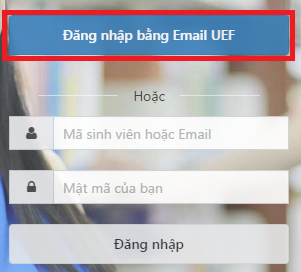 Đăng nhập bằng Email UEF
Hoặc
Mã sinh viên hoặc Email
Mật mã của bạn
Đăng nhập